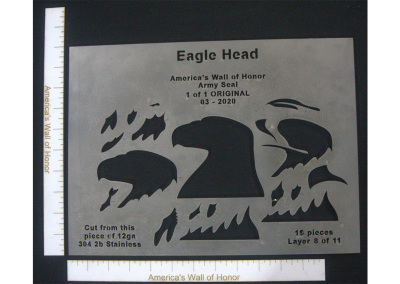 Eagle Head
America's Wall of Honor
Army Seal
1 of 1 ORIGINAL
03 - 2020
Cut from this
piece of 12ga
304 2b Stainless
15 pieces
Layer 8 of 11
America's Wall of Honor
America's Wall of Honor